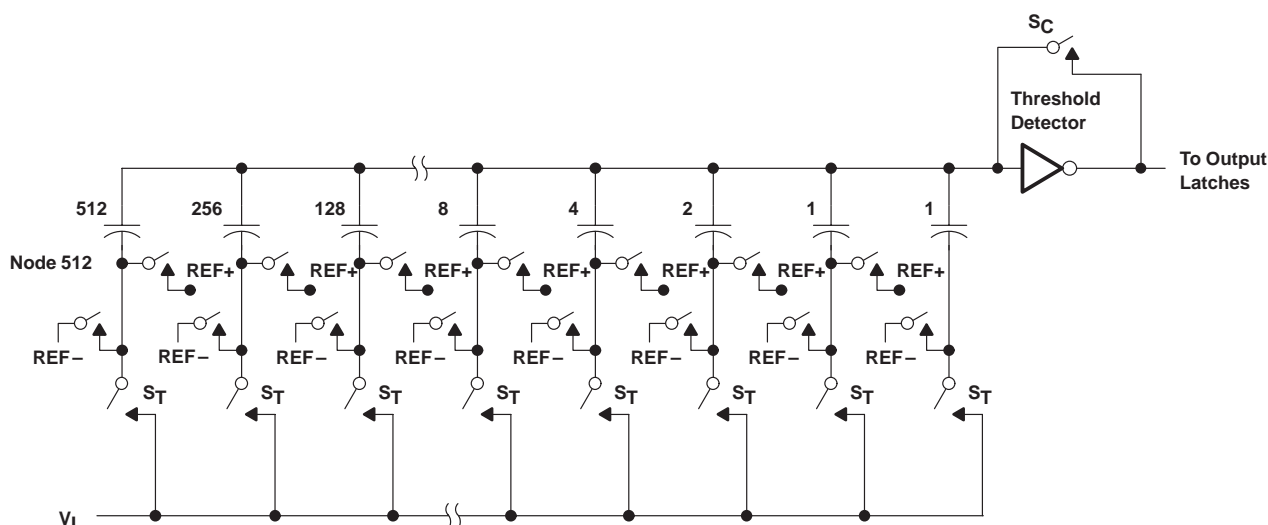 SC
Threshold
Detector
To Output
Latches
512 256 128 8 4 2 1 1
Node 512 REF+ REF+ REF+ REF+ REF+ REF+ REF+
REF– REF– REF– REF– REF– REF– REF– REF–
ST ST ST ST ST ST ST ST
VI